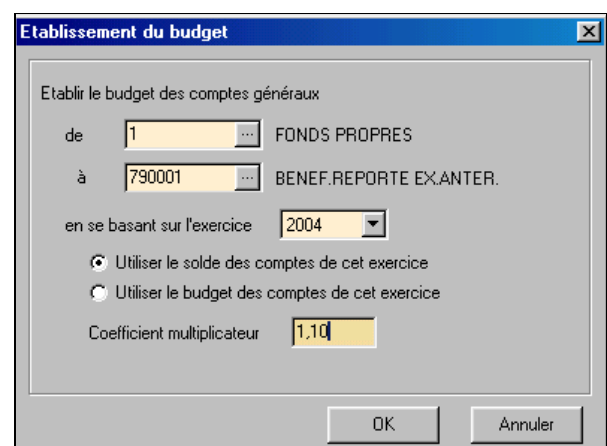 Etablissement du budget
Etablir le budget des comptes généraux
de 1 ... FONDS PROPRES
à 790001 ... BENEF.REPORTE EX.ANTER.
en se basant sur l'exercice 2004
Utiliser le solde des comptes de cet exercice
Utiliser le budget des comptes de cet exercice
Coefficient multiplicateur 1,10
OK Annuler